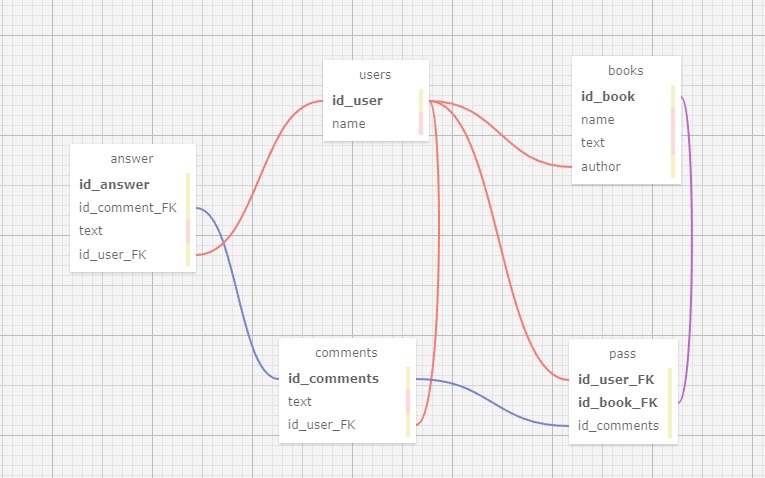 users
id_user
name
books
id_book
name
text
author
answer
id_answer
id_comment_FK
text
id_user_FK
comments
id_comments
text
id_user_FK
pass
id_user_FK
id_book_FK
id_comments